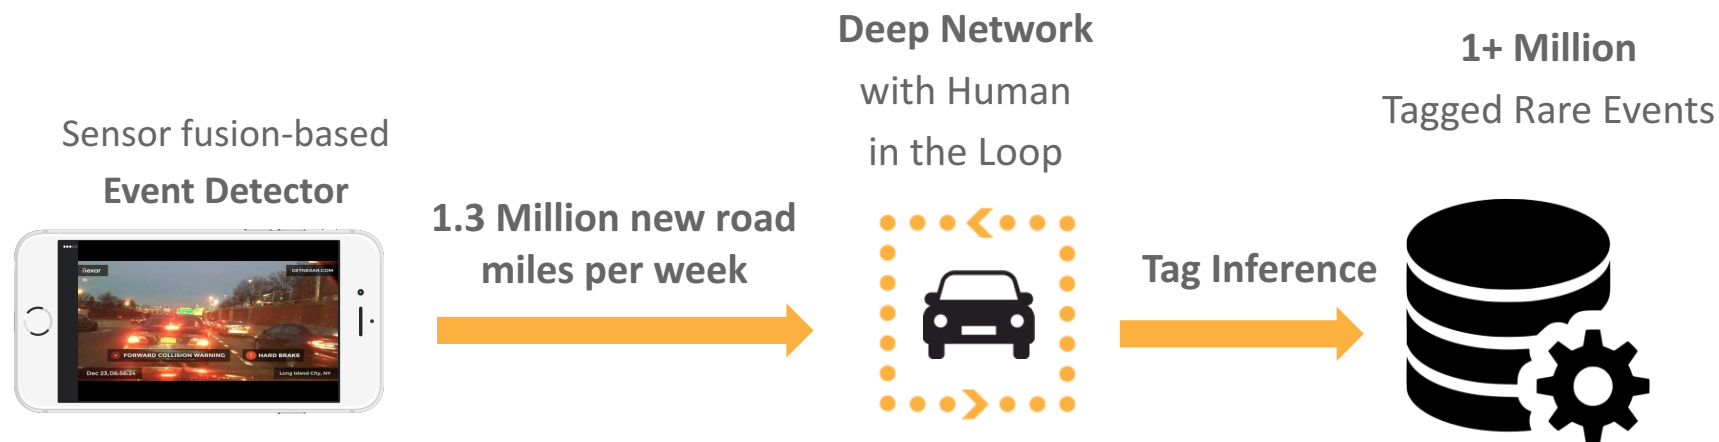 Sensor fusion-based
Event Detector
nexar
GETNEXAR.COM
FORWARD COLLISION WARNING
HARD BRAKE
Dec 23, 06:56:24
Long Island City, NY
1.3 Million new road
miles per week
Deep Network
with Human
in the Loop
Tag Inference
1+ Million
Tagged Rare Events